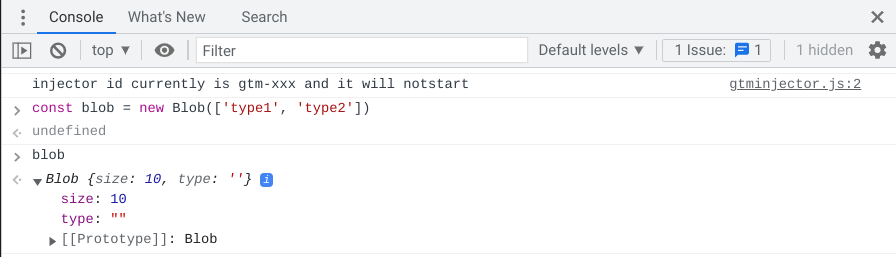 Console What's New Search
top ▼ Filter Default levels ▼ 1 Issue: 1 1 hidden
injector id currently is gtm-xxx and it will notstart gtminjector.js:2
const blob = new Blob(['type1', 'type2'])
undefined
blob
Blob {size: 10, type: ''} i
size: 10
type: ""
[[Prototype]]: Blob